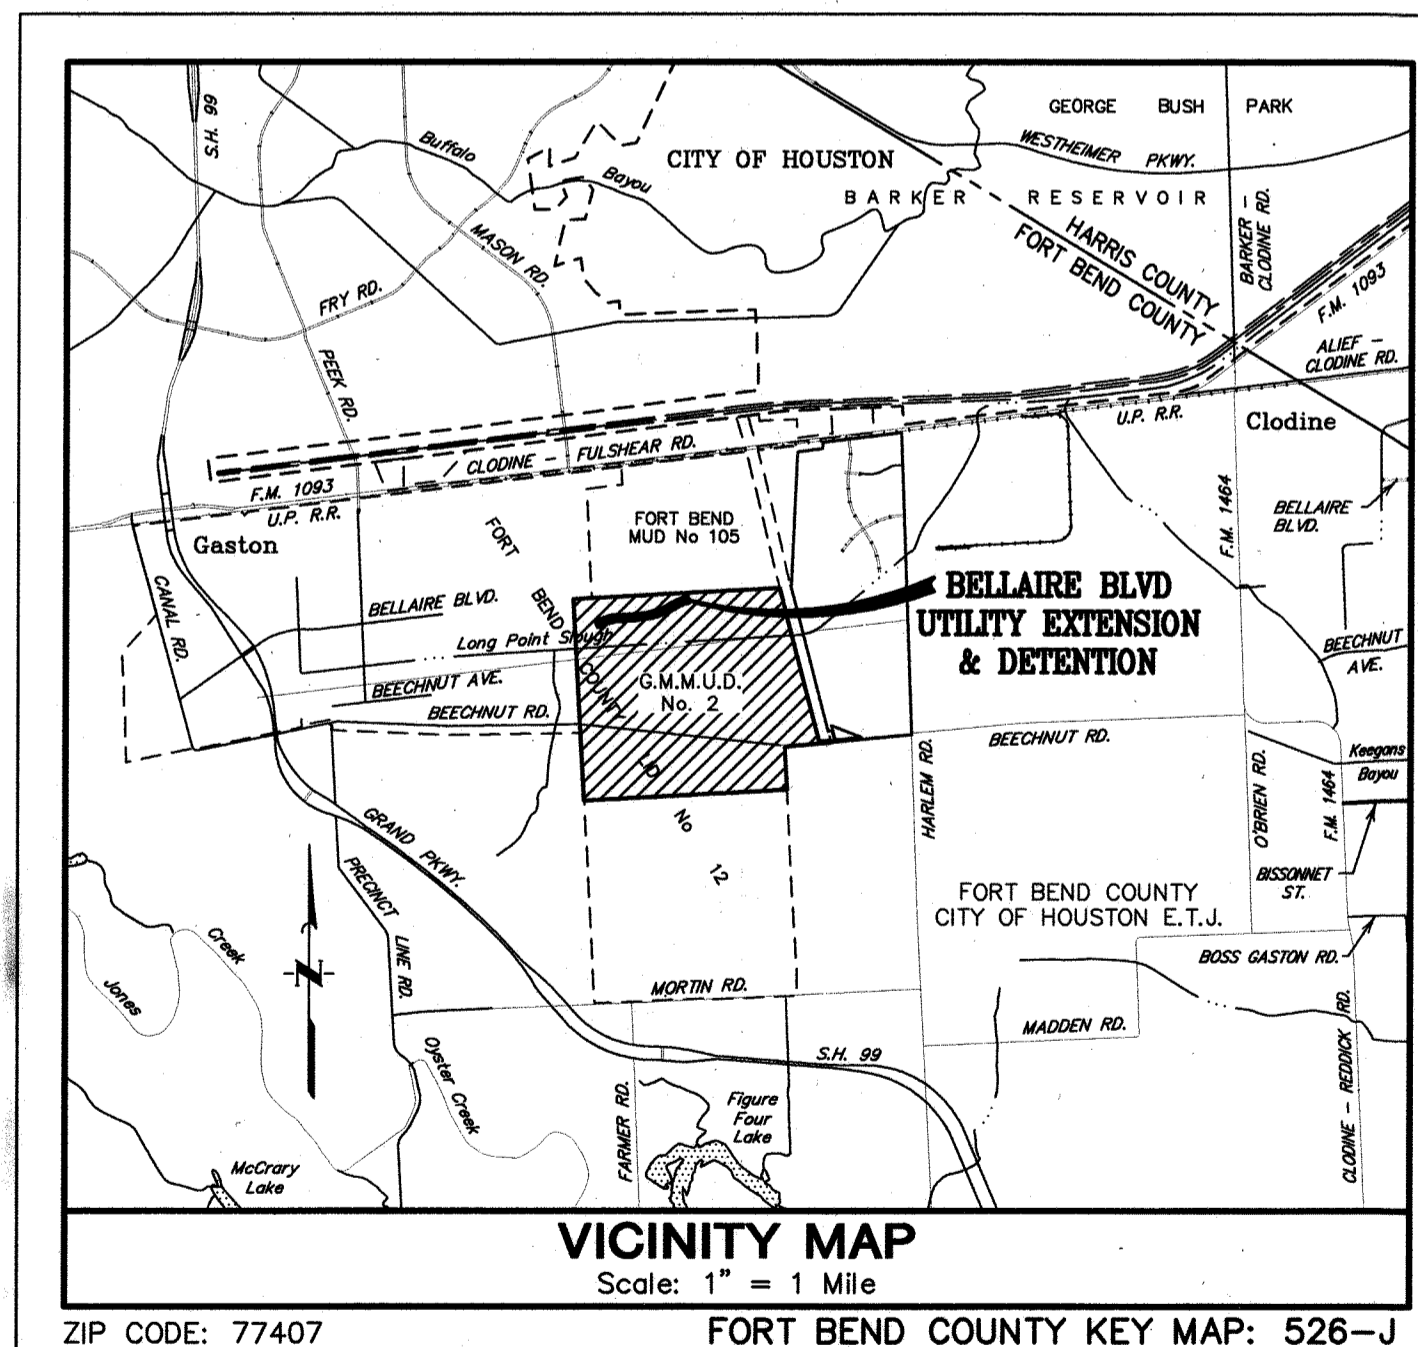 S.H. 99
Buffalo
Bayou
CITY OF HOUSTON
GEORGE BUSH PARK
WESTHEIMER PKWY.
BARKER RESERVOIR
HARRIS COUNTY
FORT BEND COUNTY
BARKER -
CLODINE RD.
F.M. 1093
ALIEF -
CLODINE RD.
MASON RD.
FRY RD.
PEEK RD.
U.P. R.R.
Clodine
CLODINE - FULSHEAR RD.
F.M. 1093
U.P. R.R.
Gaston
FORT BEND COUNTY ID No 12
FORT BEND
MUD No 105
F.M. 1464
BELLAIRE
BLVD.
CANAL RD.
BELLAIRE BLVD.
Long Point Slough
BEECHNUT AVE.
BEECHNUT RD.
G.M.M.U.D.
No. 2
BELLAIRE BLVD
UTILITY EXTENSION
& DETENTION
BEECHNUT
AVE.
BEECHNUT RD.
HARLEM RD.
O'BRIEN RD.
F.M. 1464
Keegans
Bayou
GRAND PKWY.
PRECINCT LINE RD.
BISSONNET
ST.
FORT BEND COUNTY
CITY OF HOUSTON E.T.J.
BOSS GASTON RD.
N
Jones Creek
MORTIN RD.
MADDEN RD.
CLODINE - REDDICK RD.
Oyster Creek
S.H. 99
FARMER RD.
Figure
Four
Lake
McCrary
Lake
VICINITY MAP
Scale: 1" = 1 Mile
ZIP CODE: 77407
FORT BEND COUNTY KEY MAP: 526-J